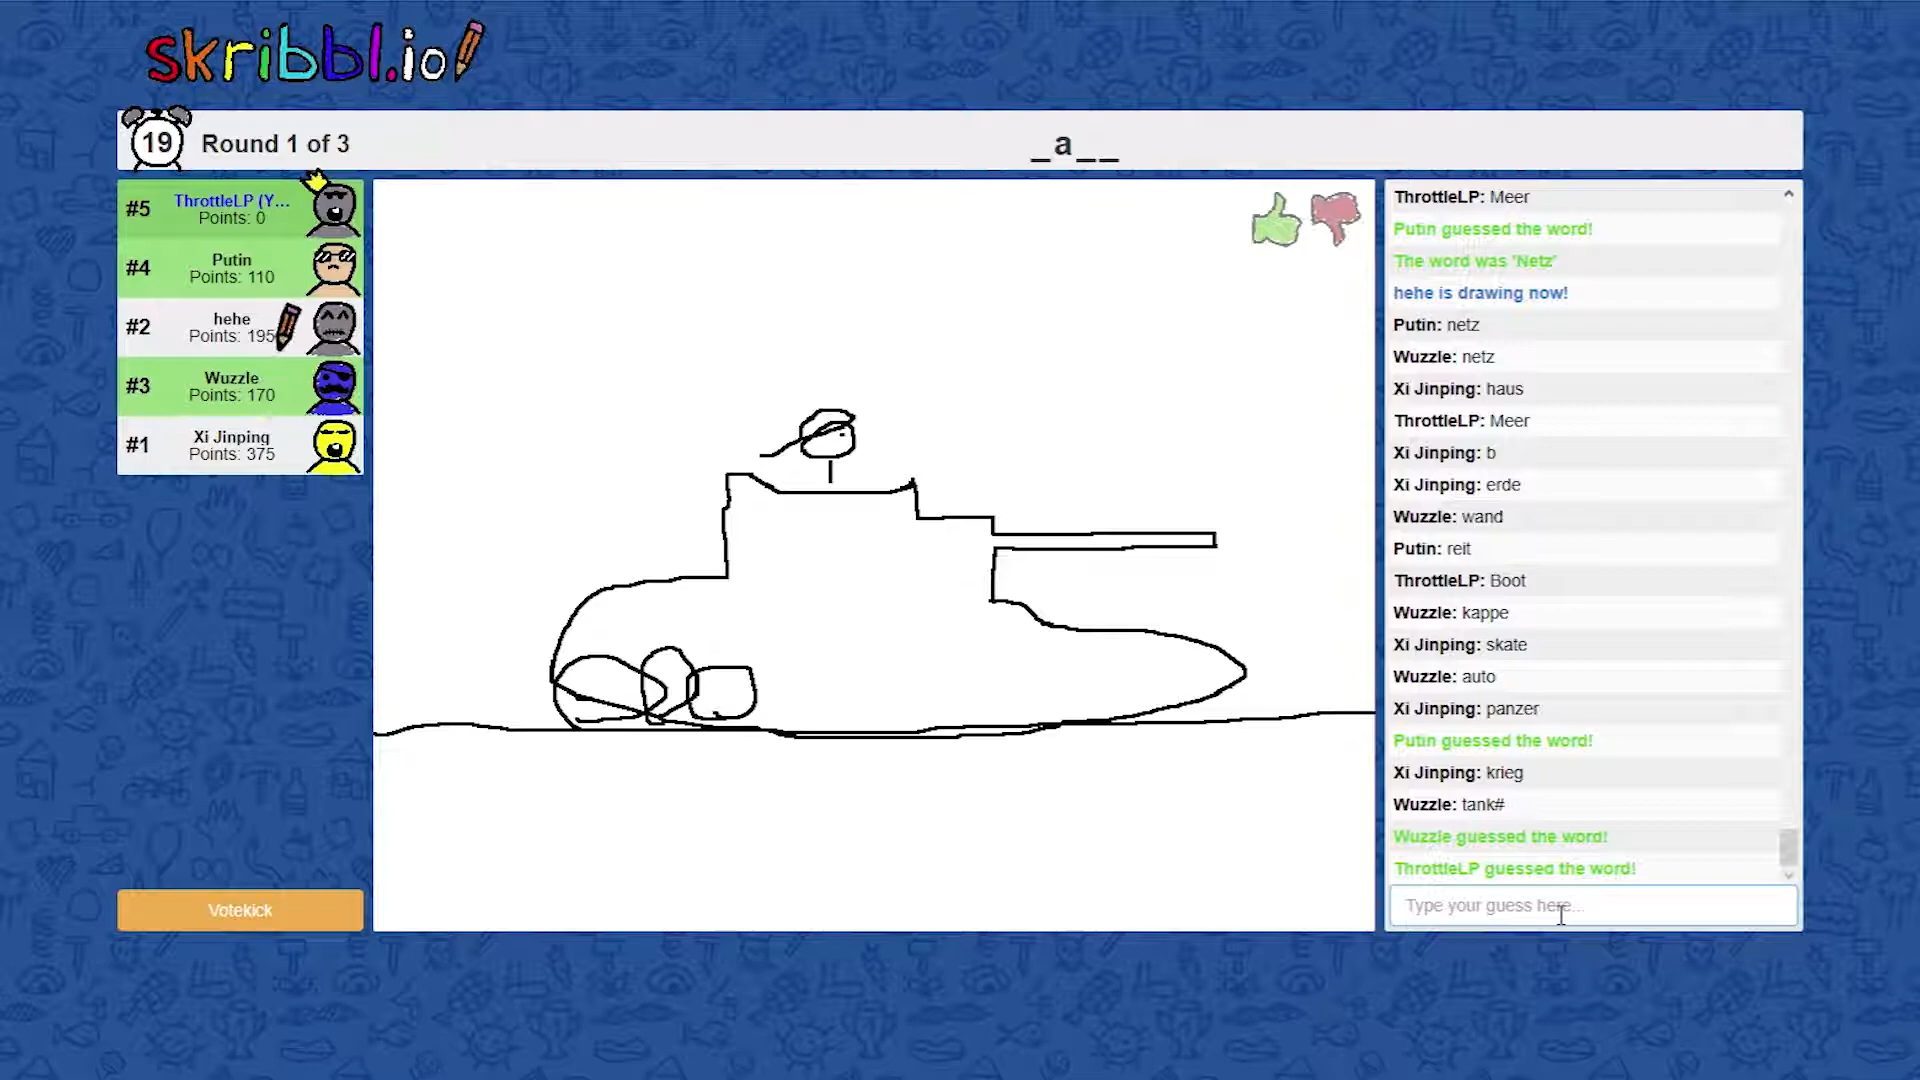 skribbl.io
19
Round 1 of 3
_a__
#5
ThrottleLP (Y...
Points: 0
#4
Putin
Points: 110
#2
hehe
Points: 195
#3
Wuzzle
Points: 170
#1
Xi Jinping
Points: 375
Votekick
ThrottleLP: Meer
Putin guessed the word!
The word was 'Netz'
hehe is drawing now!
Putin: netz
Wuzzle: netz
Xi Jinping: haus
ThrottleLP: Meer
Xi Jinping: b
Xi Jinping: erde
Wuzzle: wand
Putin: reit
ThrottleLP: Boot
Wuzzle: kappe
Xi Jinping: skate
Wuzzle: auto
Xi Jinping: panzer
Putin guessed the word!
Xi Jinping: krieg
Wuzzle: tank#
Wuzzle guessed the word!
ThrottleLP guessed the word!
Type your guess here...